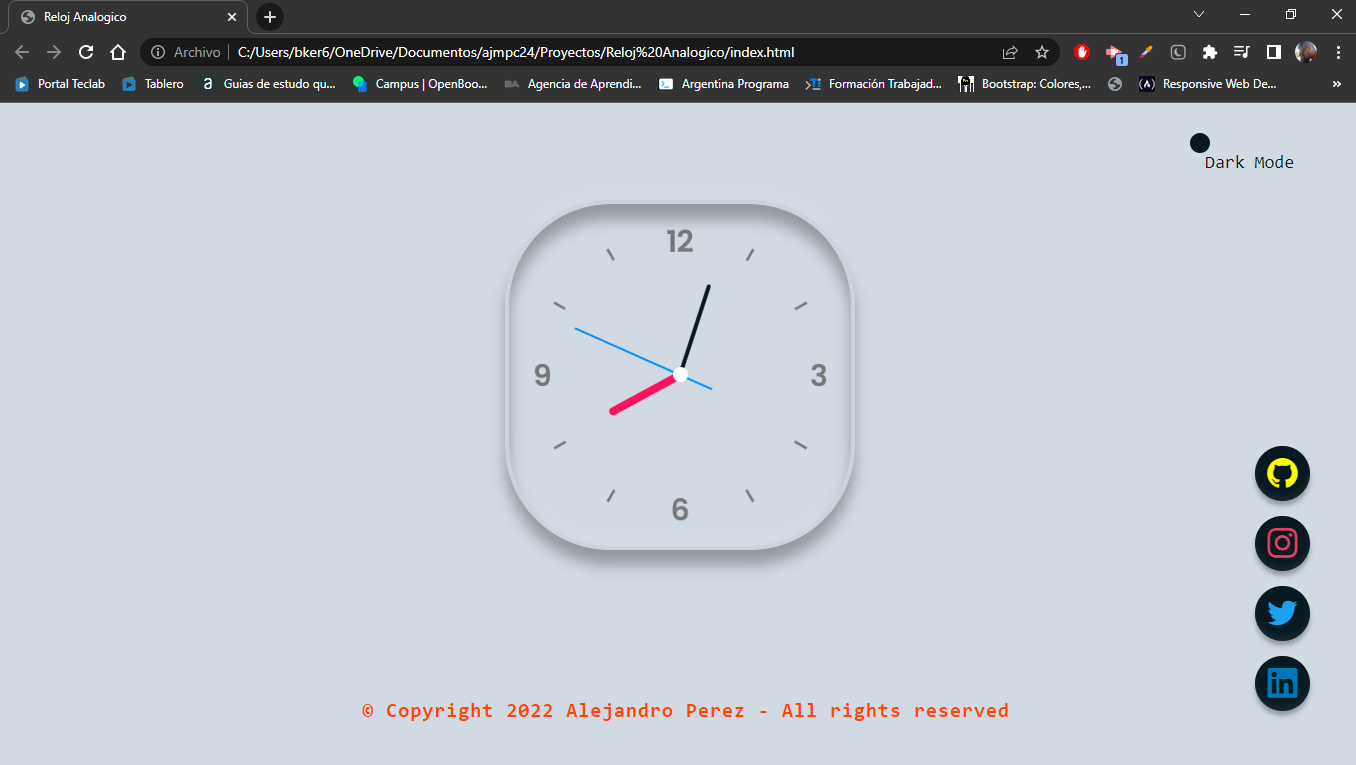 Reloj Analogico
Archivo C:/Users/bker6/OneDrive/Documentos/ajmpc24/Proyectos/Reloj%20Analogico/index.html
1
Portal Teclab Tablero Guias de estudo qu... Campus | OpenBoo... BA Agencia de Aprendi... Argentina Programa Formación Trabajad... Bootstrap: Colores,... Responsive Web De... »
Dark Mode
12
9
3
6
© Copyright 2022 Alejandro Perez - All rights reserved